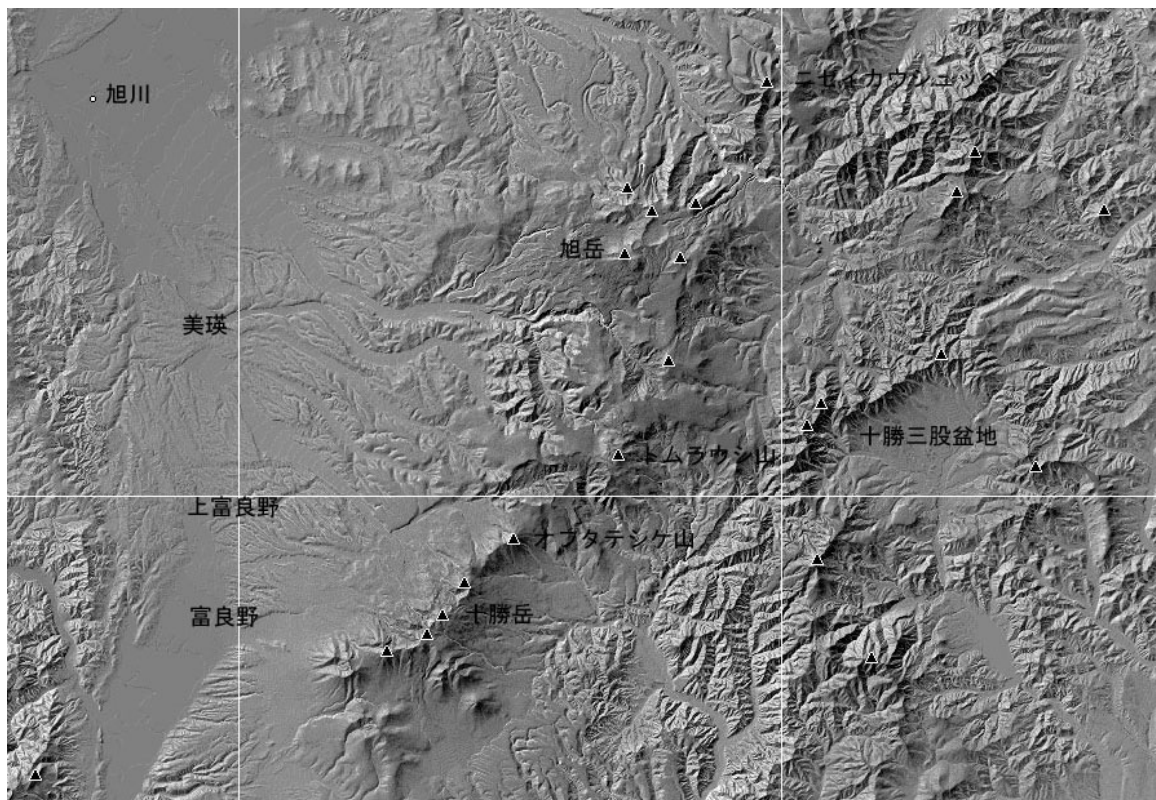 旭川
ニセイカウシュッペ
旭岳
美瑛
十勝三股盆地
トムラウシ山
上富良野
オプタテシケ山
富良野
十勝岳